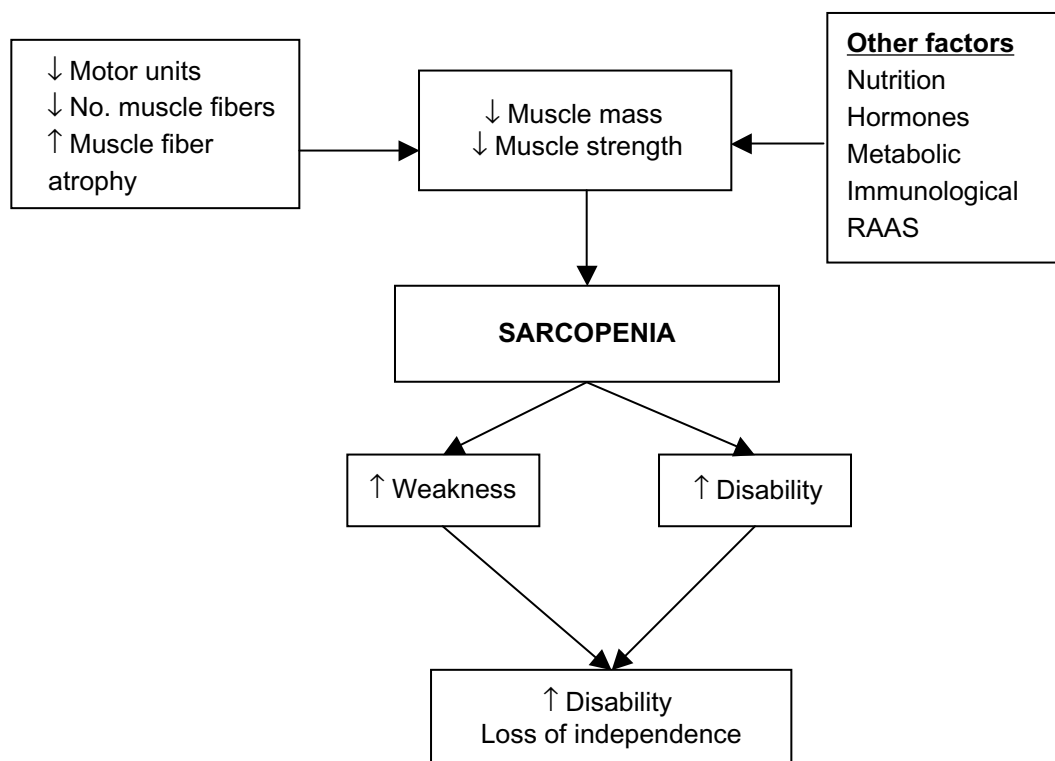 ↓ Motor units
↓ No. muscle fibers
↑ Muscle fiber
atrophy
↓ Muscle mass
↓ Muscle strength
Other factors
Nutrition
Hormones
Metabolic
Immunological
RAAS
SARCOPENIA
↑ Weakness
↑ Disability
↑ Disability
Loss of independence